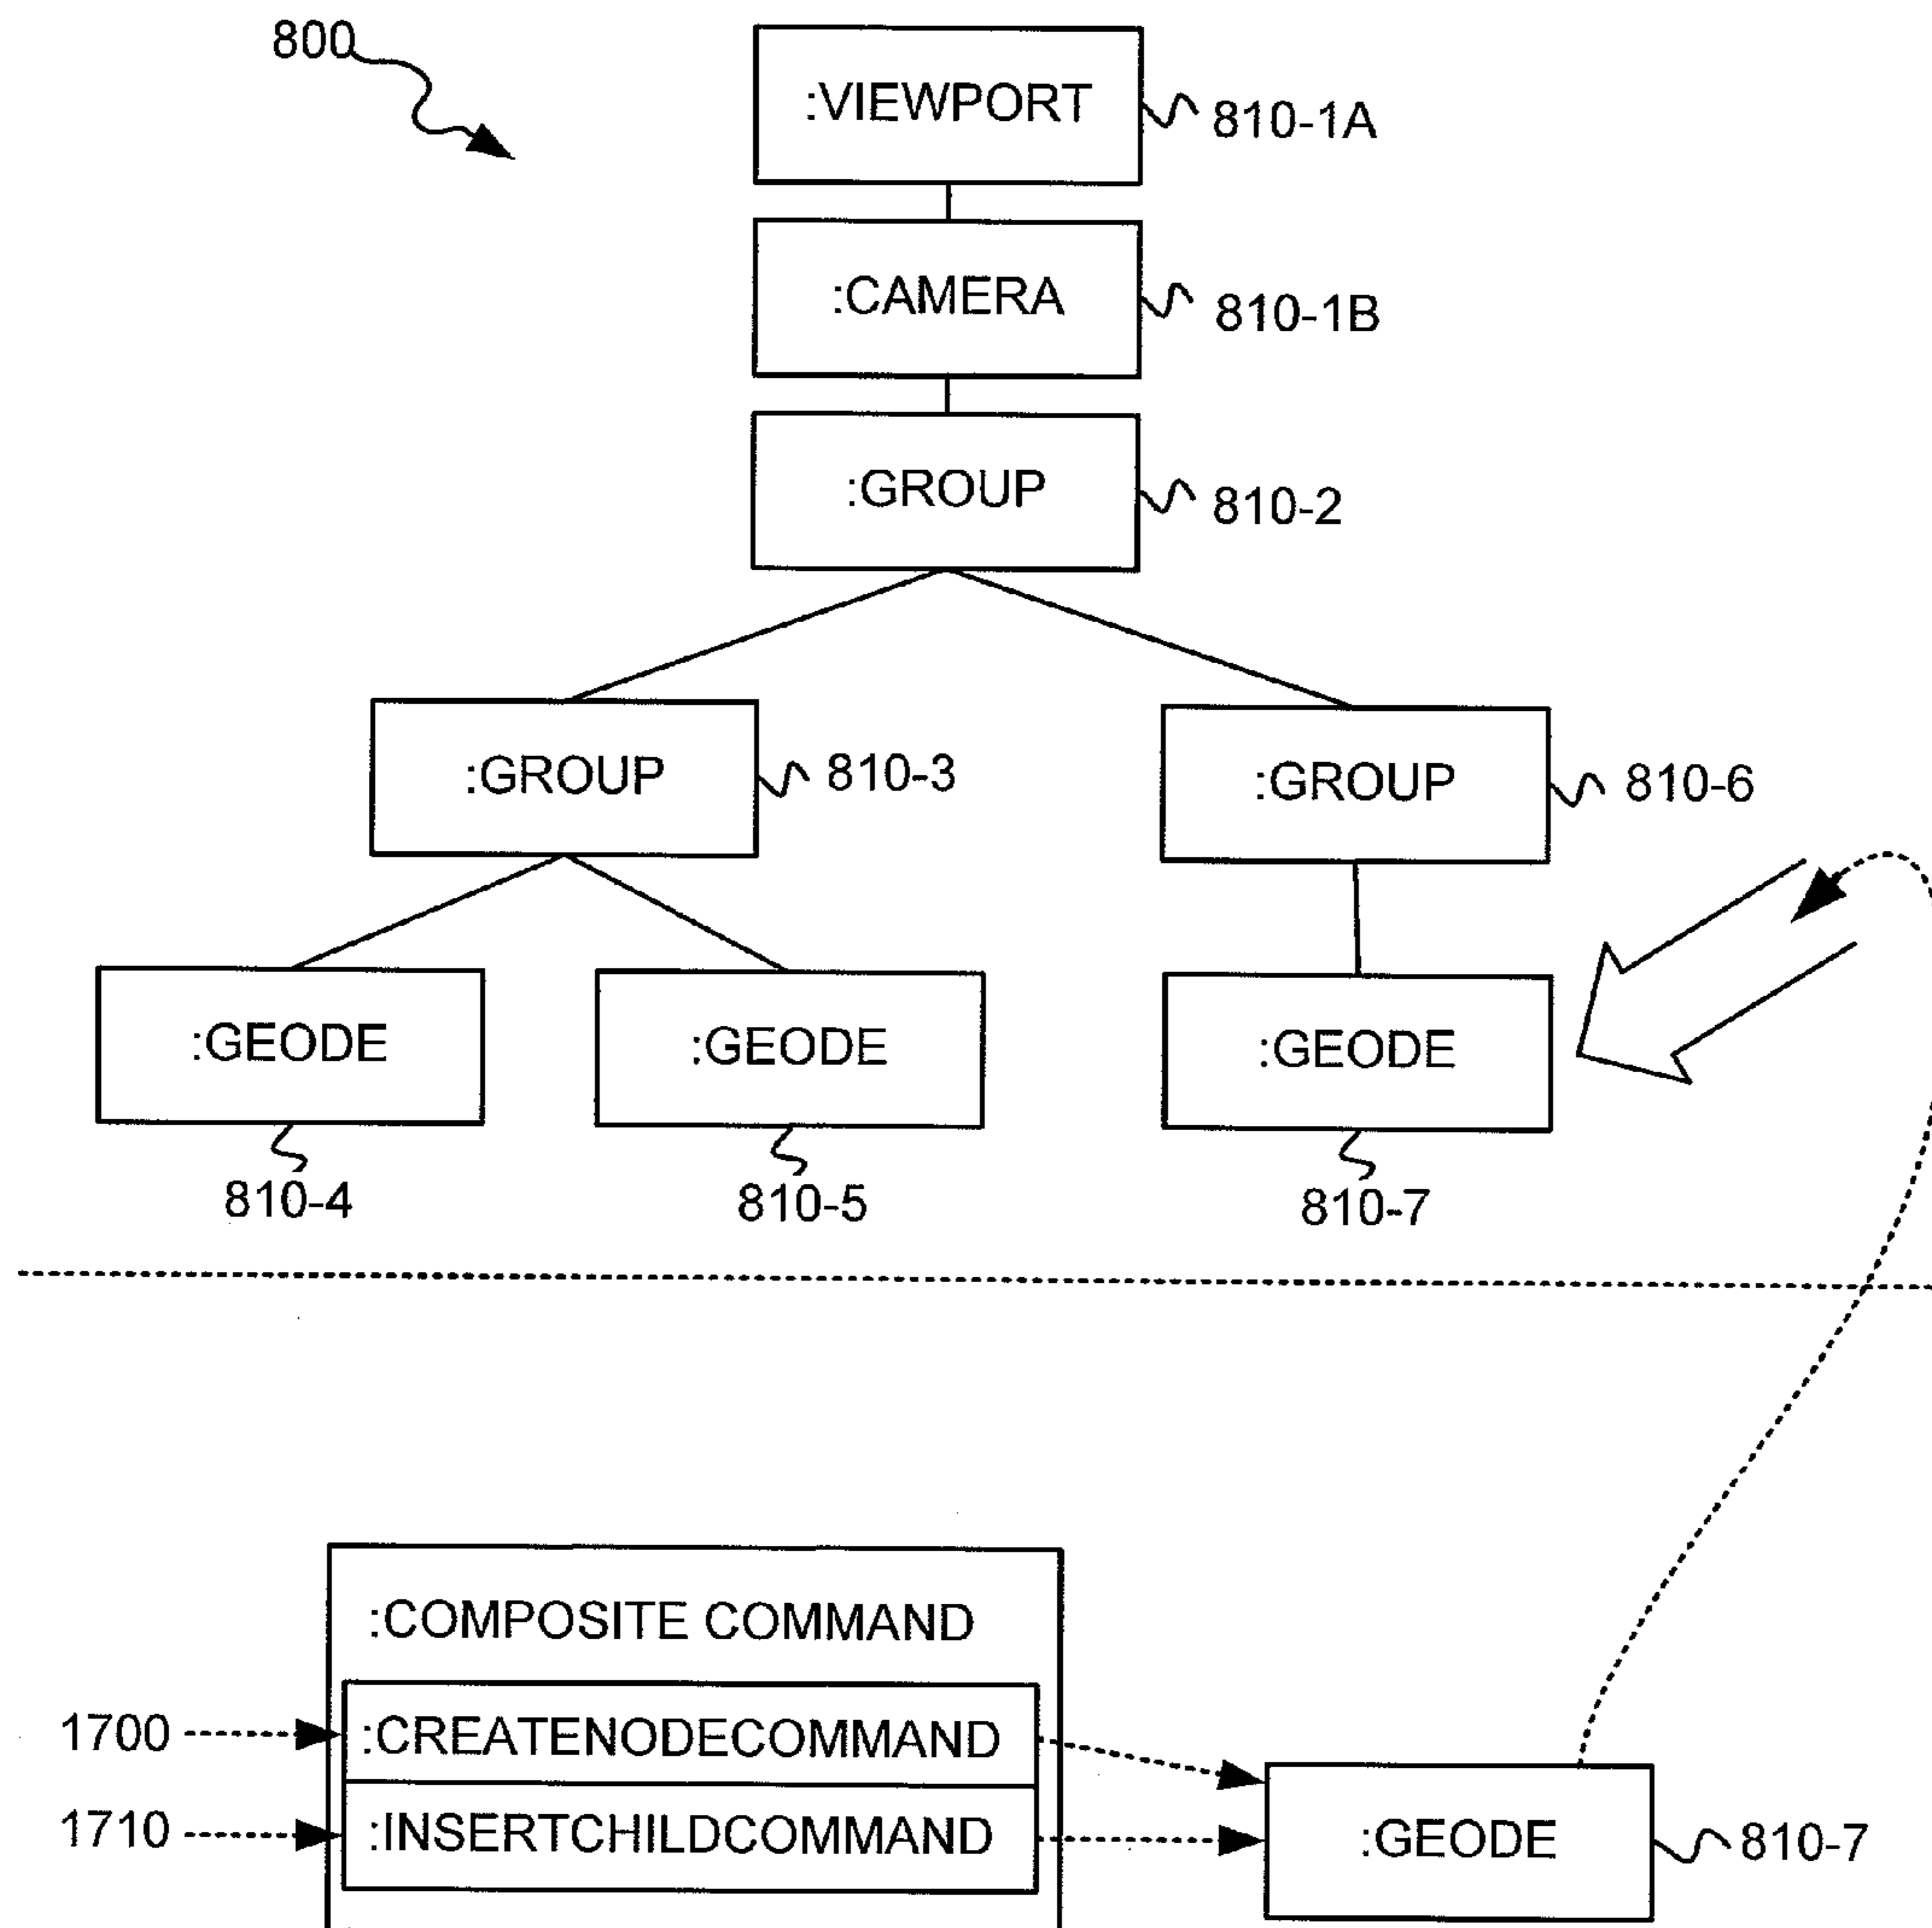 800
:VIEWPORT
810-1A
:CAMERA
810-1B
:GROUP
810-2
:GROUP
810-3
:GROUP
810-6
:GEODE
:GEODE
:GEODE
810-4
810-5
810-7
:COMPOSITE COMMAND
1700
:CREATENODECOMMAND
1710
:INSERTCHILDCOMMAND
:GEODE
810-7